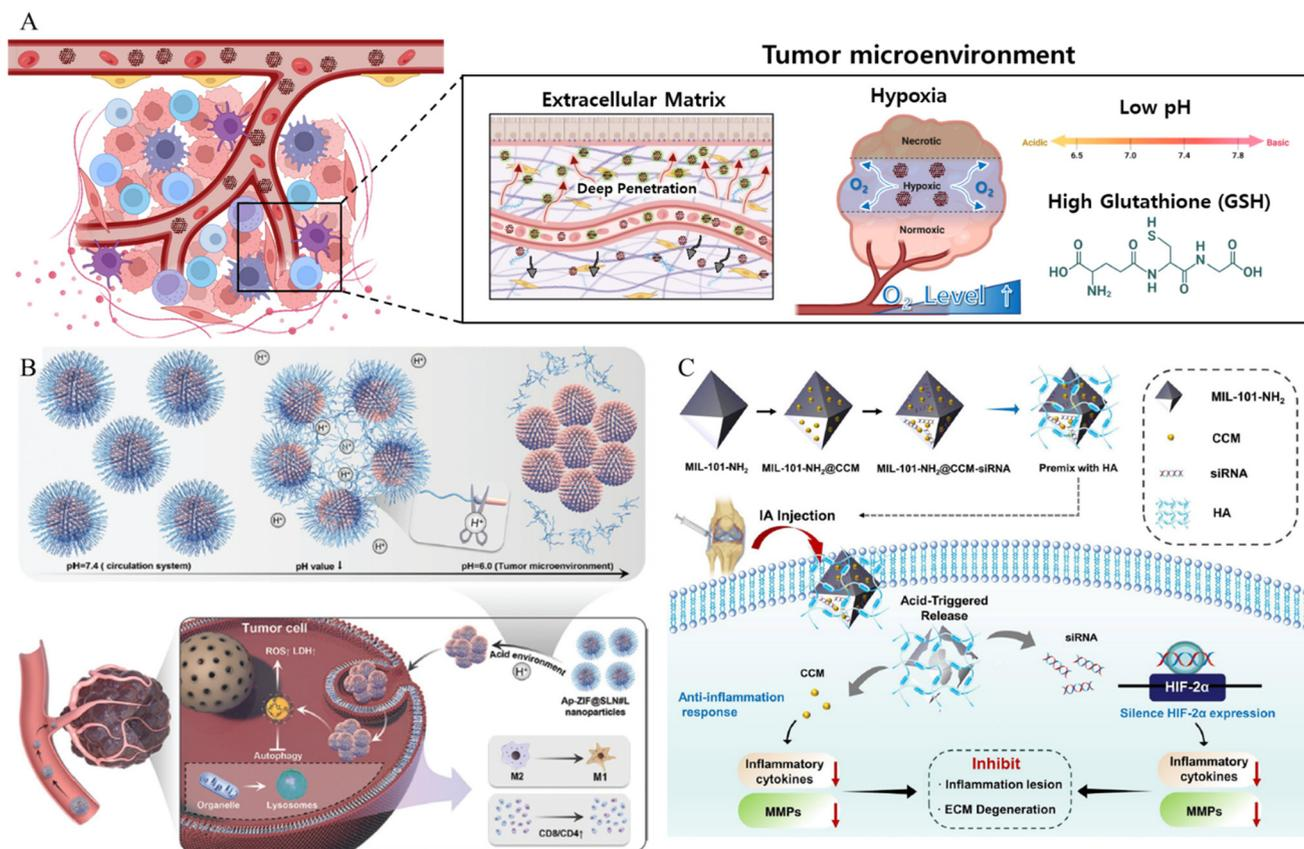 A
Tumor microenvironment
Extracellular Matrix
Deep Penetration
Hypoxia
Necrotic
O₂
Hypoxic
O₂
Normoxic
O₂ Level ↑
Low pH
Acidic
Basic
6.5
7.0
7.4
7.8
High Glutathione (GSH)
H
S
O
O
O
HO
N
OH
NH₂
H
O
N
H
B
H⁺
H⁺
H⁺
H⁺
H⁺
H⁺
H⁺
H⁺
pH=7.4 ( circulation system)
pH value ↓
pH=6.0 (Tumor microenvironment)
Tumor cell
ROS↑ LDH↑
Autophagy
Organelle
Lysosomes
Acid environment
H⁺
Ap-ZIF@SLN#L
nanoparticles
M2
M1
CD8/CD4↑
C
MIL-101-NH₂
MIL-101-NH₂@CCM
MIL-101-NH₂@CCM-siRNA
Premix with HA
MIL-101-NH₂
CCM
siRNA
HA
IA Injection
Acid-Triggered
Release
siRNA
CCM
Anti-inflammation
response
HIF-2α
Silence HIF-2α expression
Inflammatory
cytokines
MMPs
Inhibit
· Inflammation lesion
· ECM Degeneration
Inflammatory
cytokines
MMPs